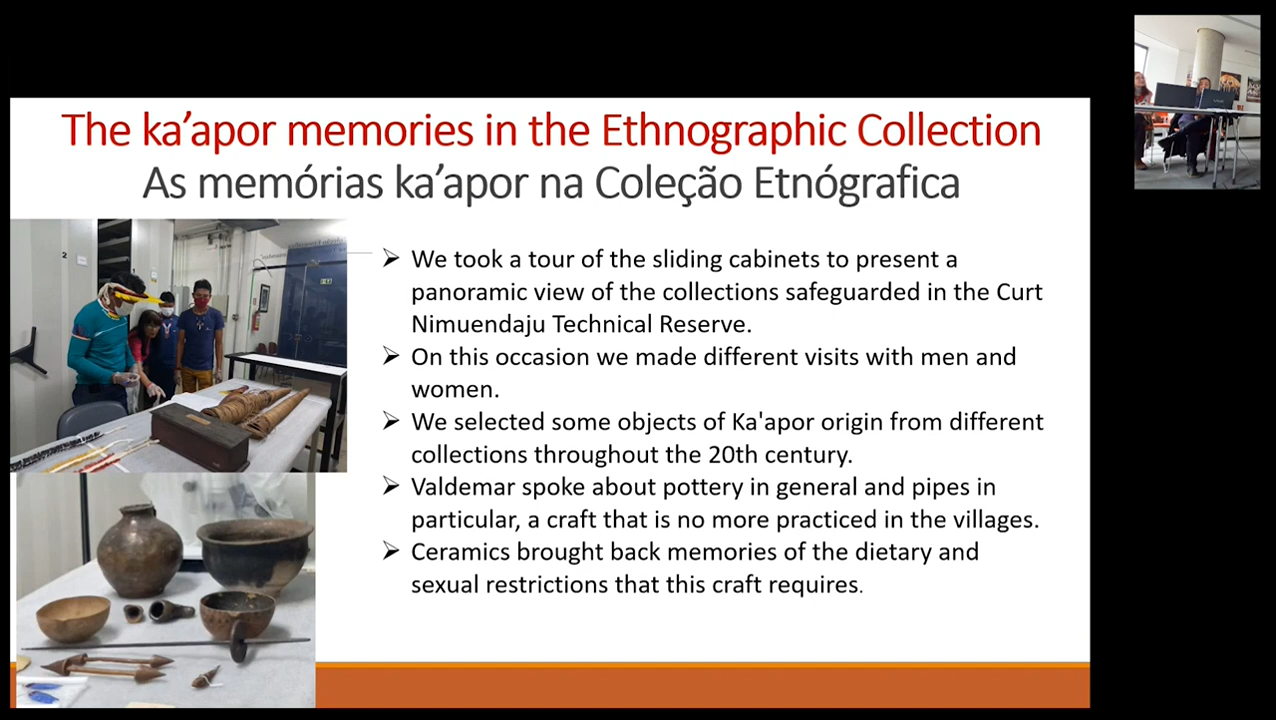 The ka'apor memories in the Ethnographic Collection
As memórias ka'apor na Coleção Etnógrafica
➢ We took a tour of the sliding cabinets to present a
panoramic view of the collections safeguarded in the Curt
Nimuendaju Technical Reserve.
➢ On this occasion we made different visits with men and
women.
➢ We selected some objects of Ka'apor origin from different
collections throughout the 20th century.
➢ Valdemar spoke about pottery in general and pipes in
particular, a craft that is no more practiced in the villages.
➢ Ceramics brought back memories of the dietary and
sexual restrictions that this craft requires.
2